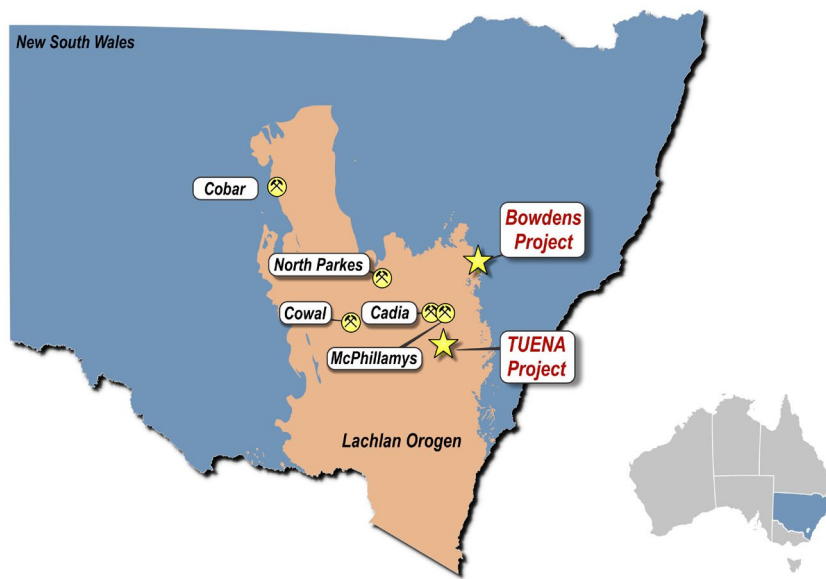 New South Wales
Cobar
Bowdens
Project
North Parkes
Cowal
Cadia
McPhillamys
TUENA
Project
Lachlan Orogen